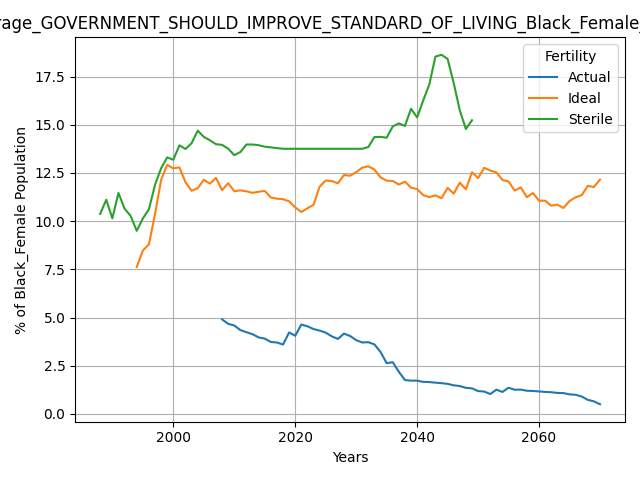 rage_GOVERNMENT_SHOULD_IMPROVE_STANDARD_OF_LIVING_Black_Female_
Fertility
Actual
Ideal
Sterile
% of Black_Female Population
17.5
15.0
12.5
10.0
7.5
5.0
2.5
0.0
2000
2020
2040
2060
Years